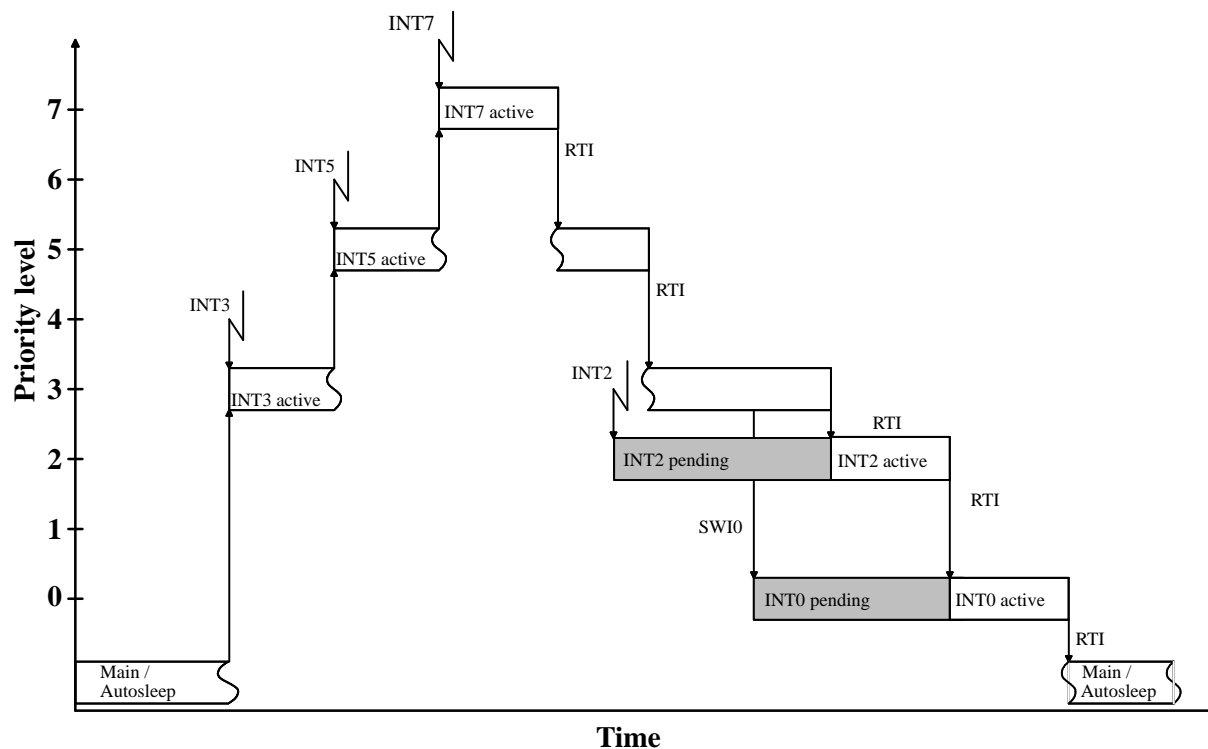 INT7
7
INT7 active
RTI
INT5
6
5
INT5 active
RTI
Priority level
INT3
4
3
INT3 active
INT2
RTI
2
INT2 pending
INT2 active
RTI
1
SWI0
0
INT0 pending
INT0 active
RTI
Main /
Autosleep
Main /
Autosleep
Time